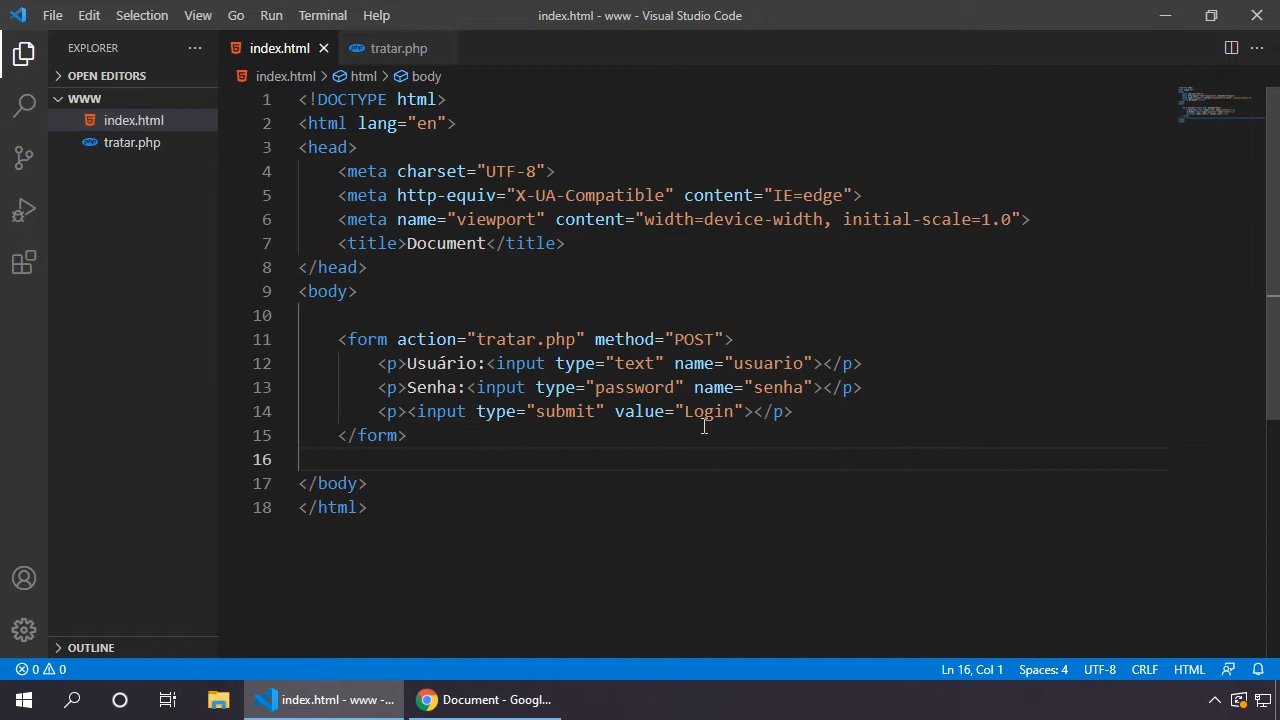 File Edit Selection View Go Run Terminal Help
index.html - www - Visual Studio Code
EXPLORER
index.html
tratar.php
OPEN EDITORS
WWW
index.html
tratar.php
OUTLINE
index.html > html > body
1 <!DOCTYPE html>
2 <html lang="en">
3 <head>
4 <meta charset="UTF-8">
5 <meta http-equiv="X-UA-Compatible" content="IE=edge">
6 <meta name="viewport" content="width=device-width, initial-scale=1.0">
7 <title>Document</title>
8 </head>
9 <body>
10
11 <form action="tratar.php" method="POST">
12 <p>Usuário:<input type="text" name="usuario"></p>
13 <p>Senha:<input type="password" name="senha"></p>
14 <p><input type="submit" value="Login"></p>
15 </form>
16
17 </body>
18 </html>
0 0
Ln 16, Col 1 Spaces: 4 UTF-8 CRLF HTML
index.html - www -...
Document - Googl...